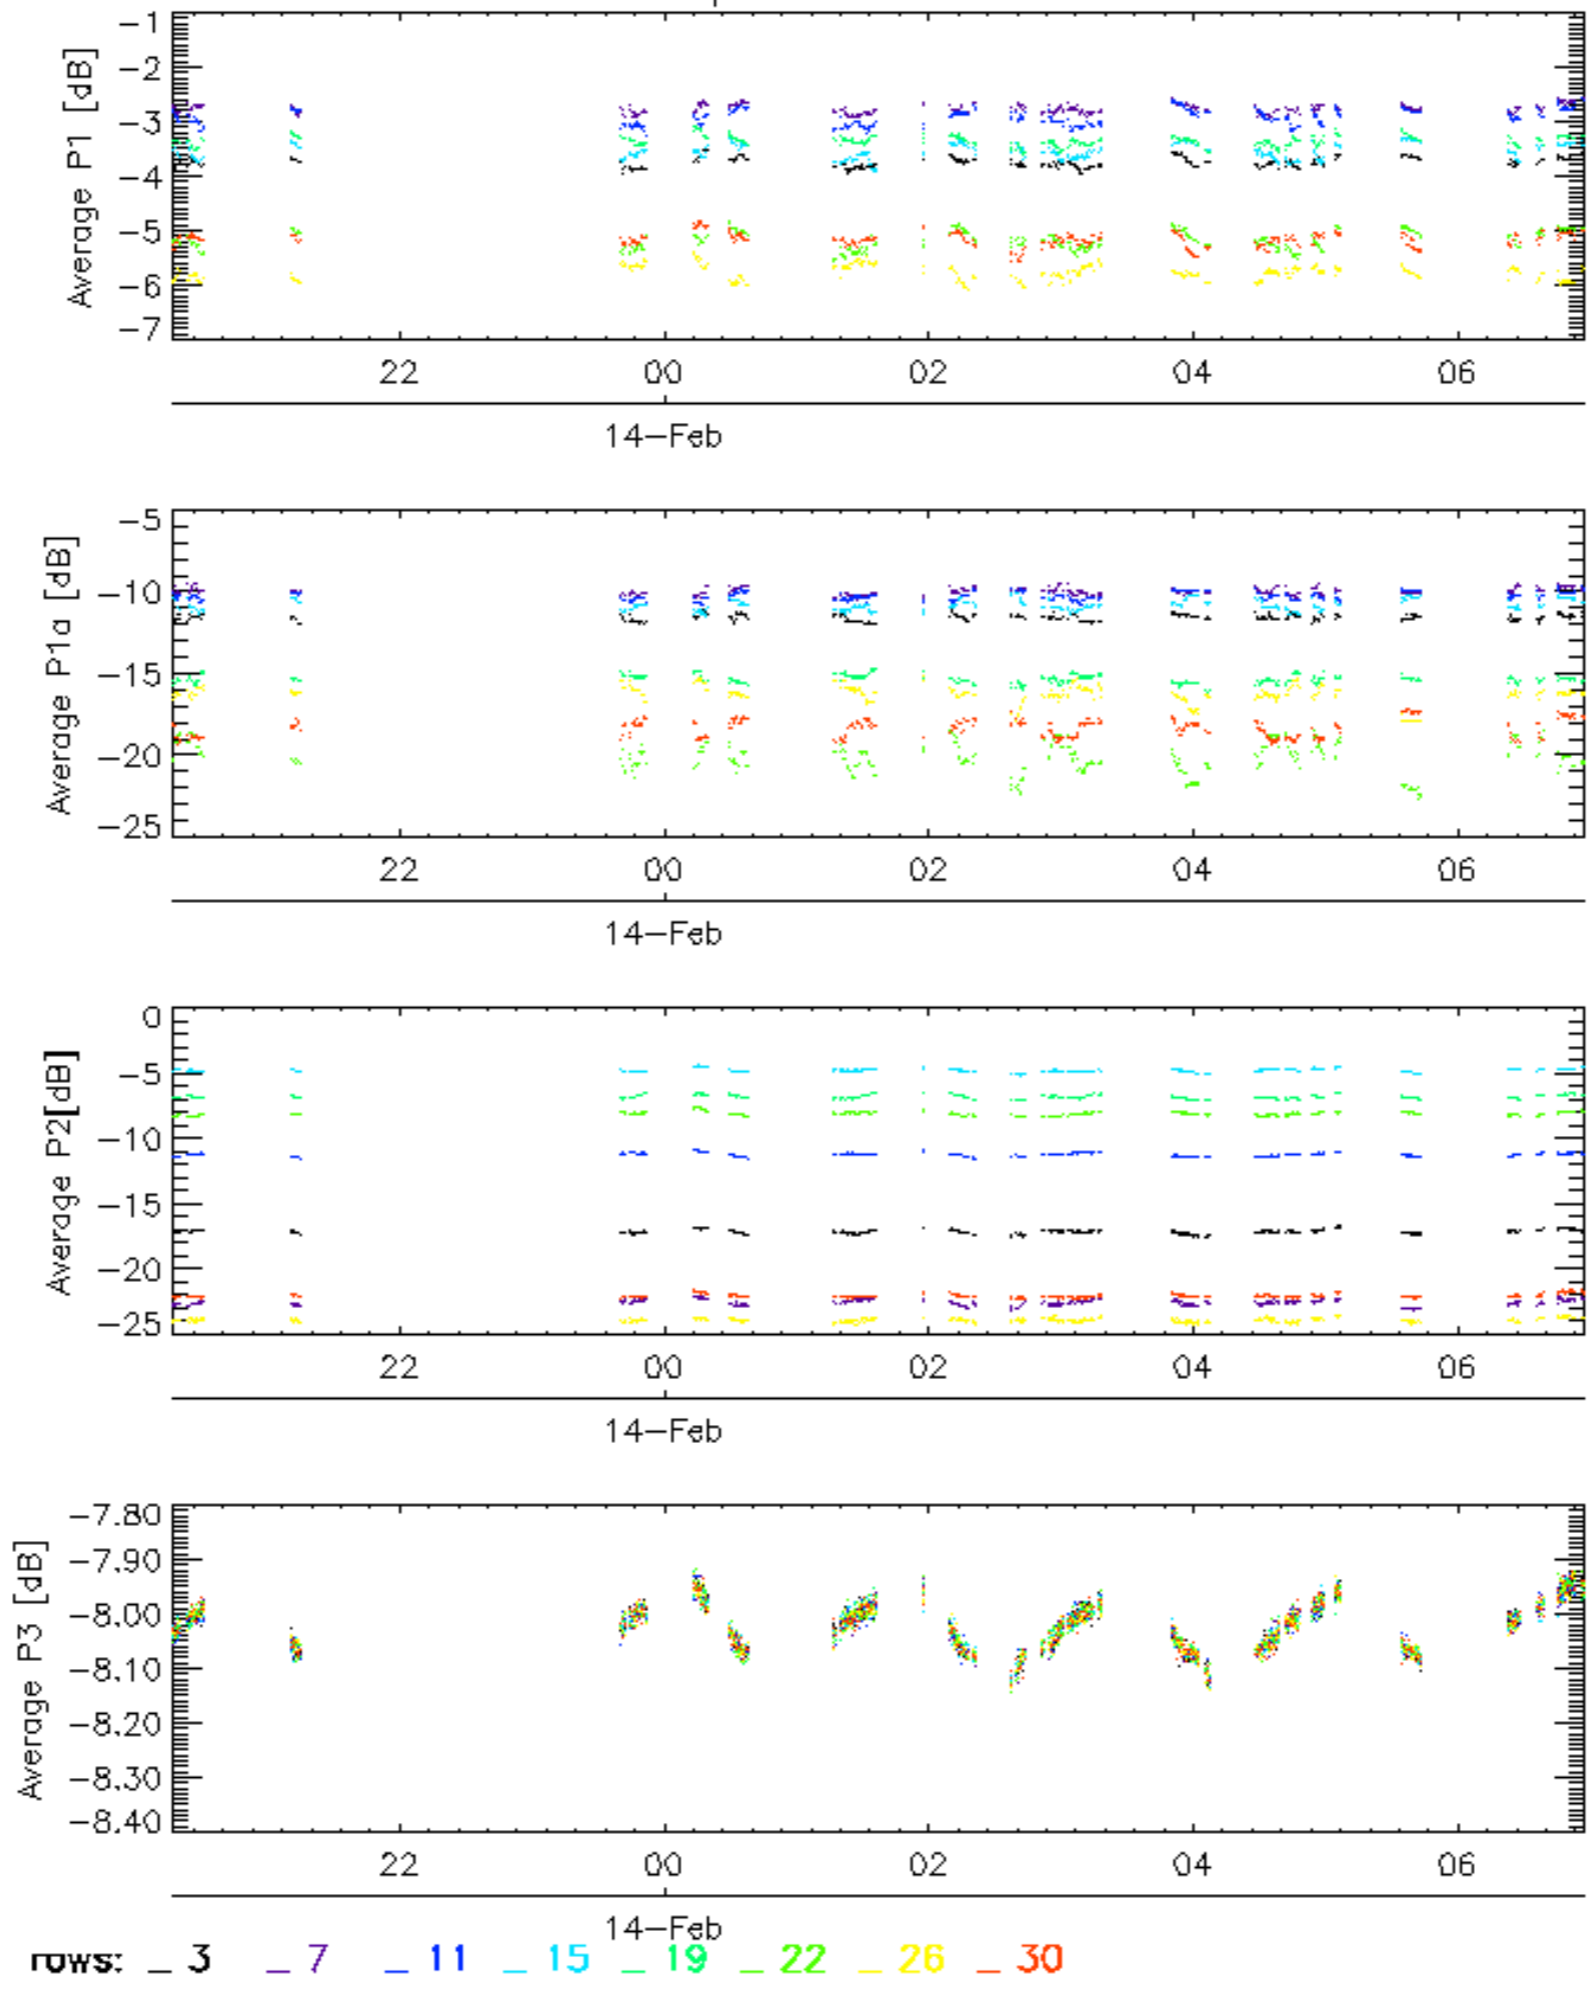 -1
-2
-3
-4
-5
-6
-7
Average P1 [dB]
22 00 02 04 06
14-Feb
-5
-10
-15
-20
-25
Average P1a [dB]
22 00 02 04 06
14-Feb
0
-5
-10
-15
-20
-25
Average P2[dB]
22 00 02 04 06
14-Feb
-7.80
-7.90
-8.00
-8.10
-8.20
-8.30
-8.40
Average P3 [dB]
22 00 02 04 06
14-Feb
rows: _ 3 _ 7 _ 11 _ 15 _ 19 _ 22 _ 26 _ 30